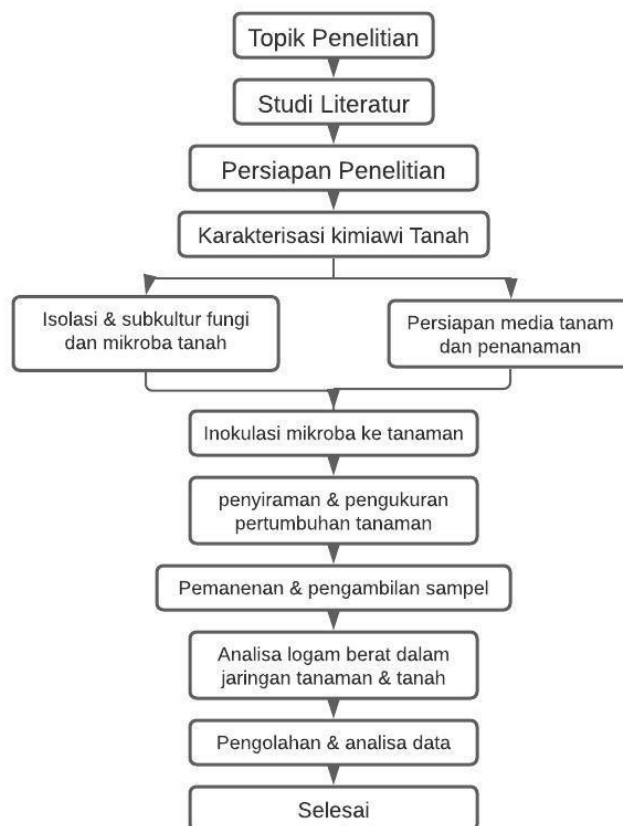 Topik Penelitian
Studi Literatur
Persiapan Penelitian
Karakterisasi kimiawi Tanah
Isolasi & subkultur fungi
dan mikroba tanah
Persiapan media tanam
dan penanaman
Inokulasi mikroba ke tanaman
penyiraman & pengukuran
pertumbuhan tanaman
Pemanenan & pengambilan sampel
Analisa logam berat dalam
jaringan tanaman & tanah
Pengolahan & analisa data
Selesai